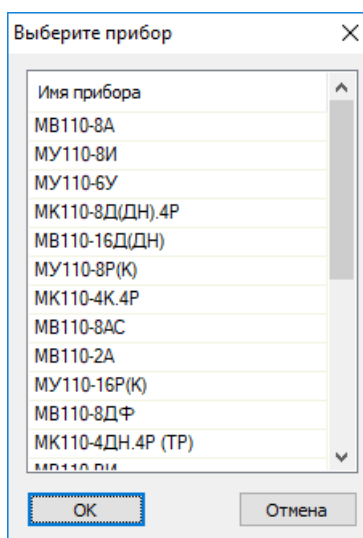 Выберите прибор
Имя прибора
МВ110-8А
МУ110-8И
МУ110-6У
МК110-8Д(ДН).4Р
МВ110-16Д(ДН)
МУ110-8Р(К)
МК110-4К.4Р
МВ110-8АС
МВ110-2А
МУ110-16Р(К)
МВ110-8ДФ
МК110-4ДН.4Р (ТР)
ОК
Отмена